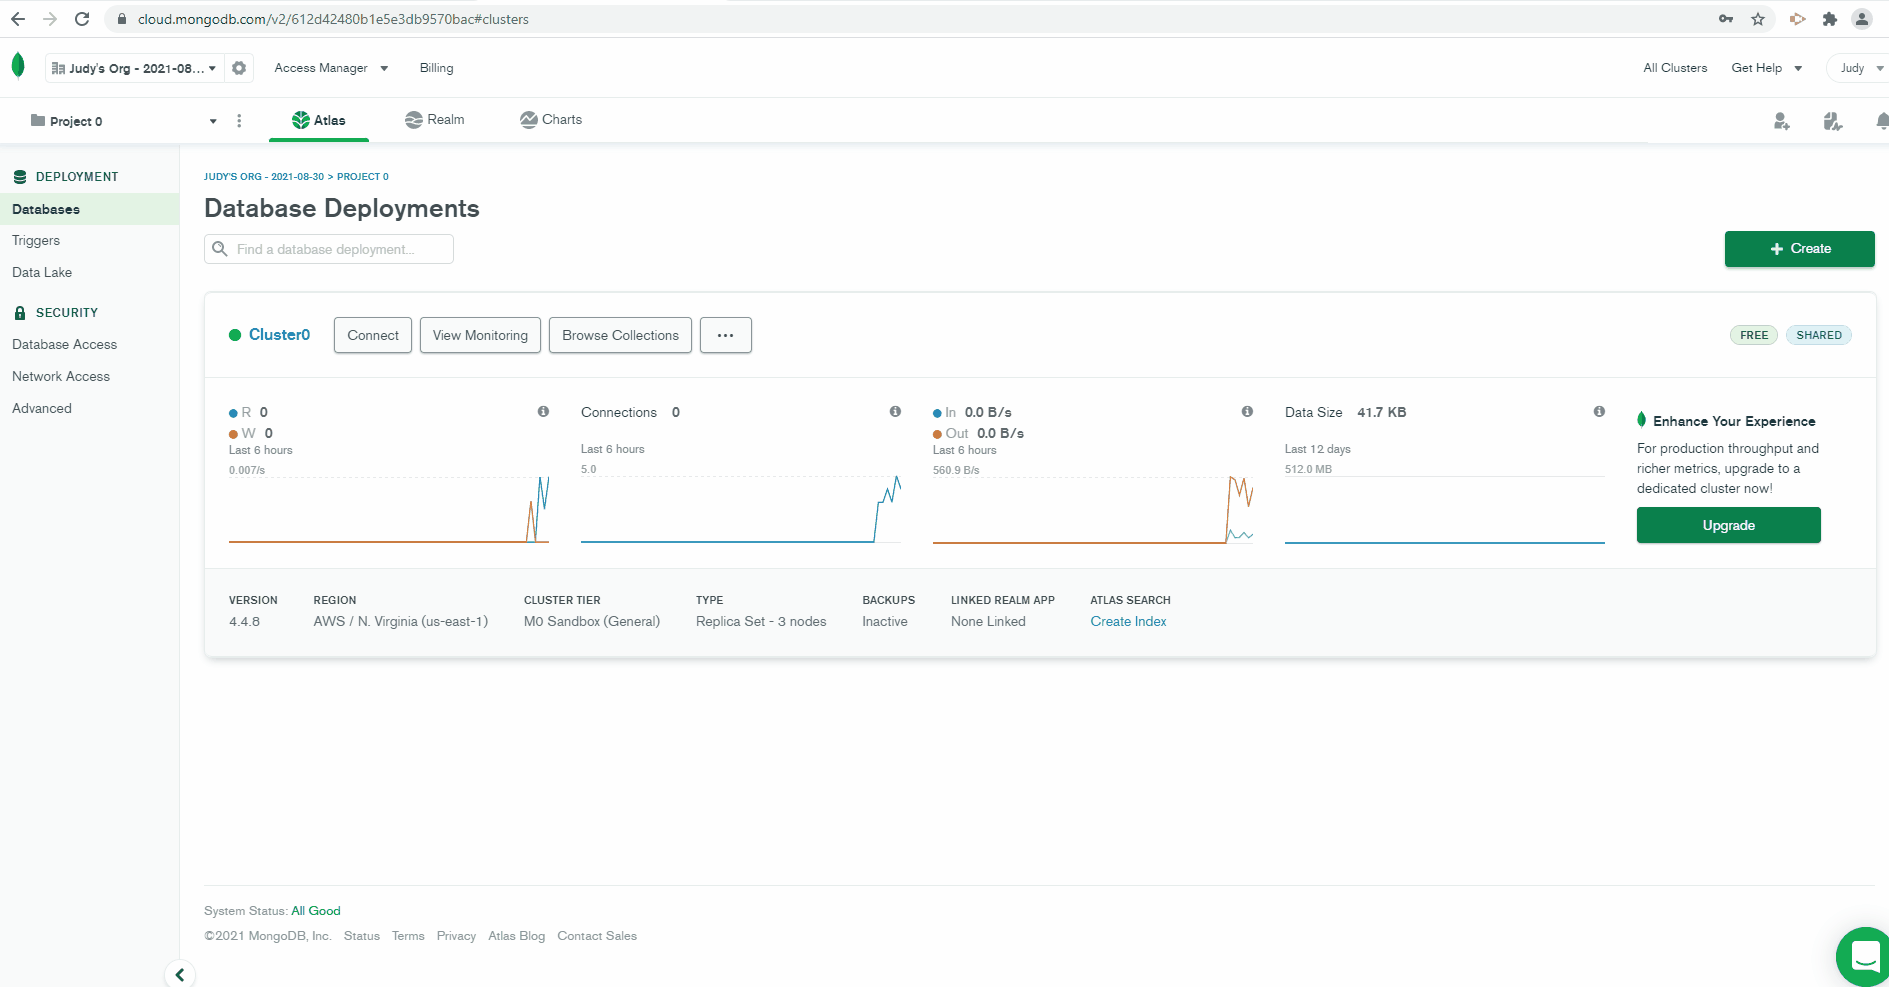 cloud.mongodb.com/v2/612d42480b1e5e3db9570bac#clusters
Judy's Org - 2021-08... Access Manager Billing All Clusters Get Help Judy
Project 0 Atlas Realm Charts
DEPLOYMENT
Databases
Triggers
Data Lake
SECURITY
Database Access
Network Access
Advanced
JUDY'S ORG - 2021-08-30 > PROJECT 0
Database Deployments
Find a database deployment...
+ Create
Cluster0 Connect View Monitoring Browse Collections ... FREE SHARED
R 0
W 0
Last 6 hours
0.007/s
Connections 0
Last 6 hours
5.0
In 0.0 B/s
Out 0.0 B/s
Last 6 hours
560.9 B/s
Data Size 41.7 KB
Last 12 days
512.0 MB
Enhance Your Experience
For production throughput and
richer metrics, upgrade to a
dedicated cluster now!
Upgrade
VERSION REGION CLUSTER TIER TYPE BACKUPS LINKED REALM APP ATLAS SEARCH
4.4.8 AWS / N. Virginia (us-east-1) M0 Sandbox (General) Replica Set - 3 nodes Inactive None Linked Create Index
System Status: All Good
©2021 MongoDB, Inc. Status Terms Privacy Atlas Blog Contact Sales